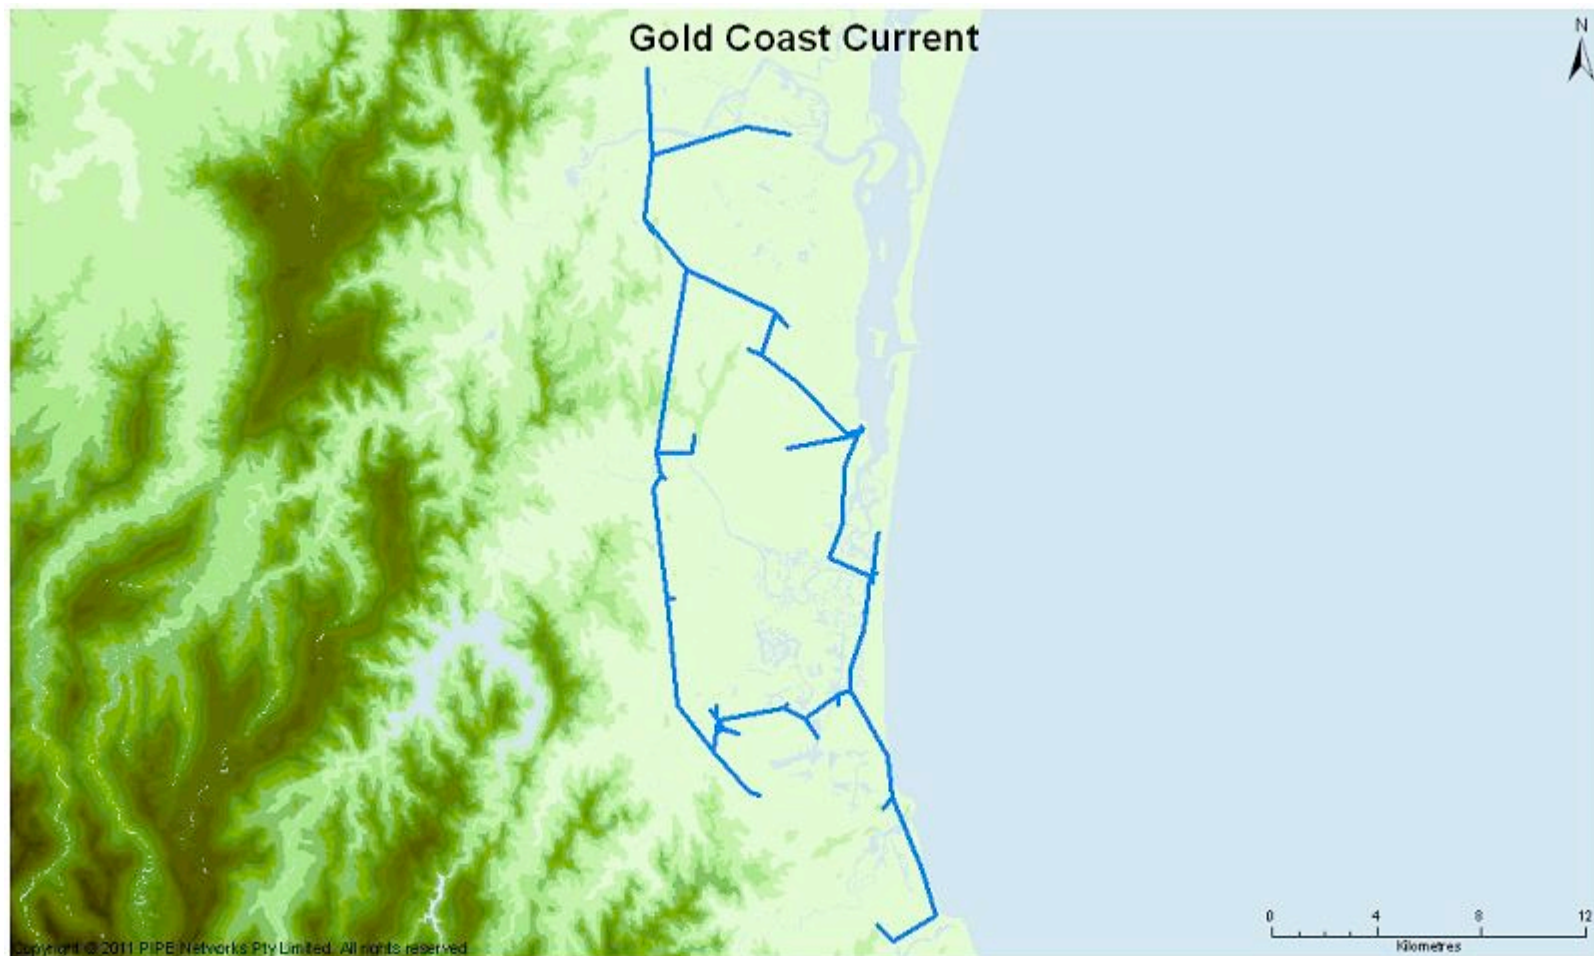 Gold Coast Current
N
0 4 8 12
Kilometres
Copyright © 2011 PIPE Networks Pty Limited. All rights reserved